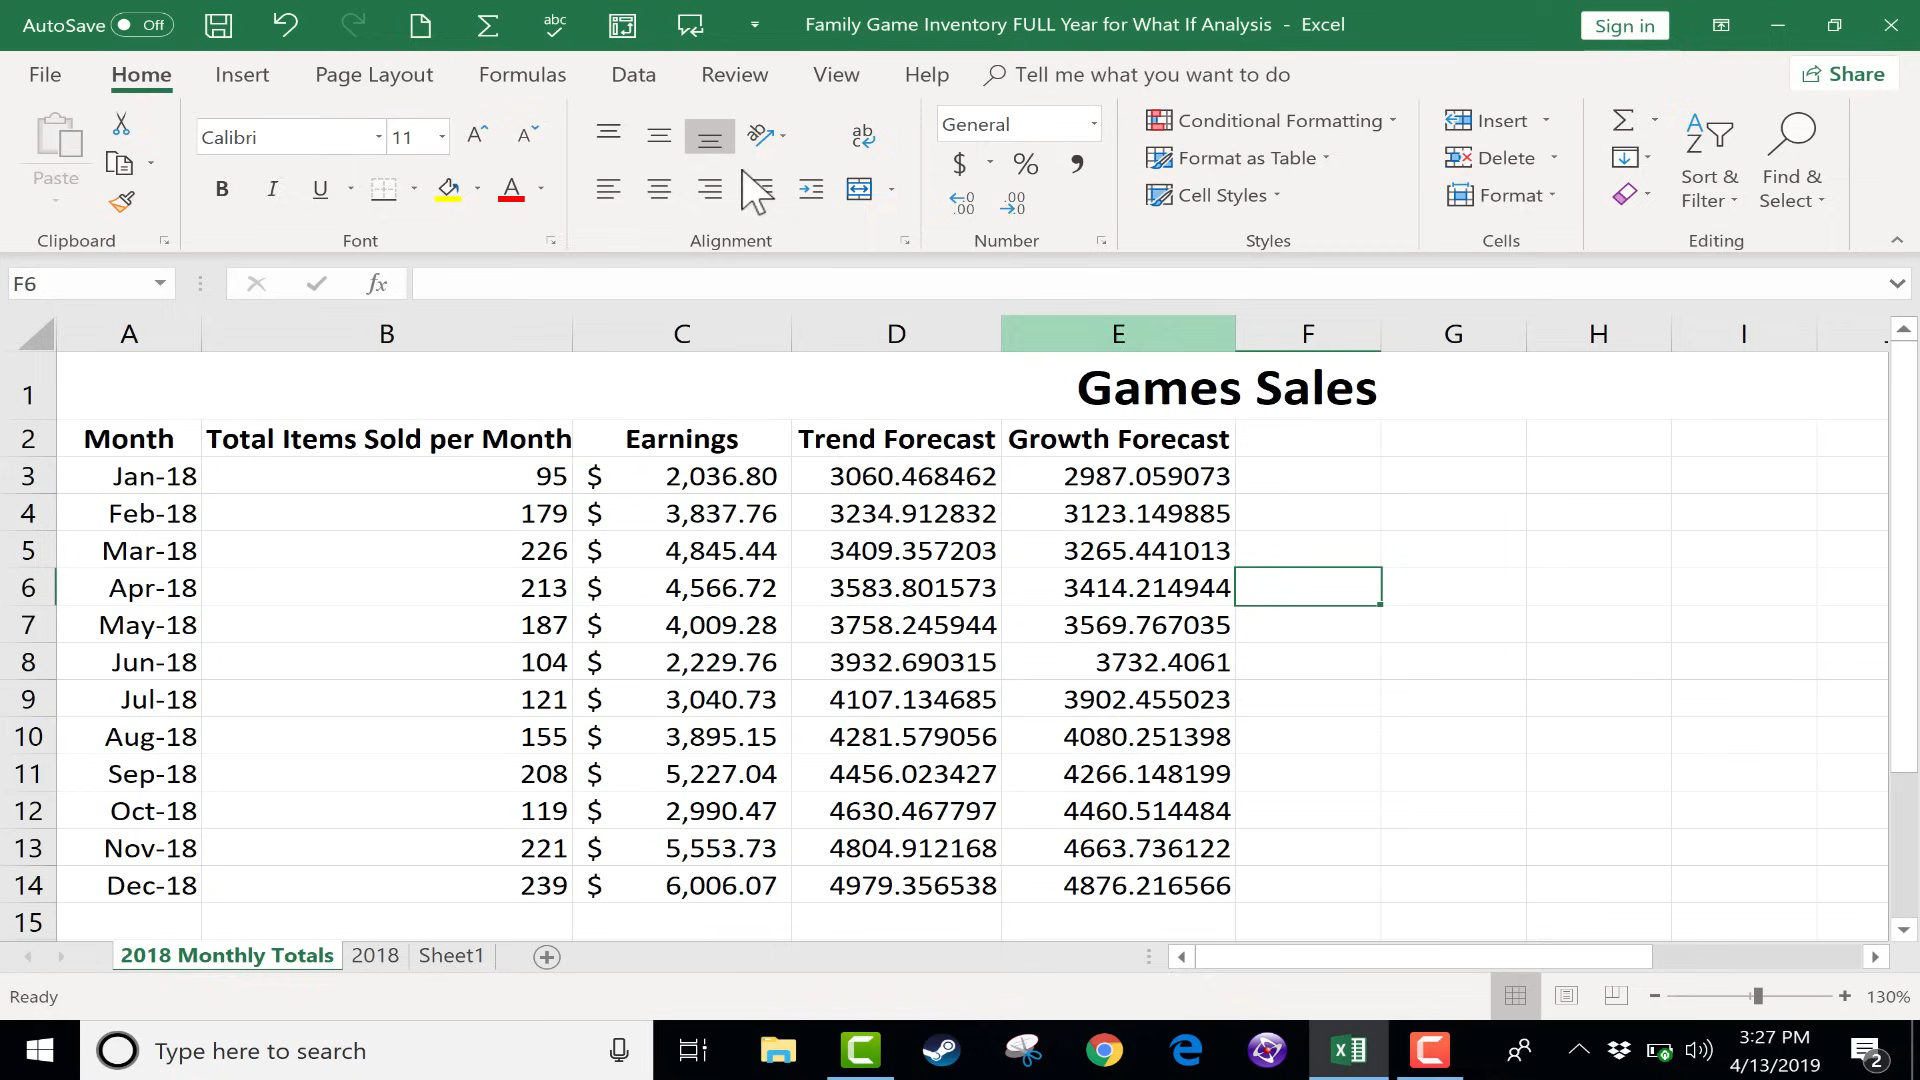 AutoSave Off abc Family Game Inventory FULL Year for What If Analysis - Excel Sign in
File Home Insert Page Layout Formulas Data Review View Help Tell me what you want to do Share
Paste Calibri 11 A A ab General Conditional Formatting Insert
B I U A $ % Format as Table Delete Sort & Filter Find & Select
Cell Styles Format
Clipboard Font Alignment Number Styles Cells Editing
F6 fx
A B C D E F G H I
1 Games Sales
2 Month Total Items Sold per Month Earnings Trend Forecast Growth Forecast
3 Jan-18 95 $ 2,036.80 3060.468462 2987.059073
4 Feb-18 179 $ 3,837.76 3234.912832 3123.149885
5 Mar-18 226 $ 4,845.44 3409.357203 3265.441013
6 Apr-18 213 $ 4,566.72 3583.801573 3414.214944
7 May-18 187 $ 4,009.28 3758.245944 3569.767035
8 Jun-18 104 $ 2,229.76 3932.690315 3732.4061
9 Jul-18 121 $ 3,040.73 4107.134685 3902.455023
10 Aug-18 155 $ 3,895.15 4281.579056 4080.251398
11 Sep-18 208 $ 5,227.04 4456.023427 4266.148199
12 Oct-18 119 $ 2,990.47 4630.467797 4460.514484
13 Nov-18 221 $ 5,553.73 4804.912168 4663.736122
14 Dec-18 239 $ 6,006.07 4979.356538 4876.216566
15
2018 Monthly Totals 2018 Sheet1
Ready 130%
Type here to search 3:27 PM
4/13/2019 2